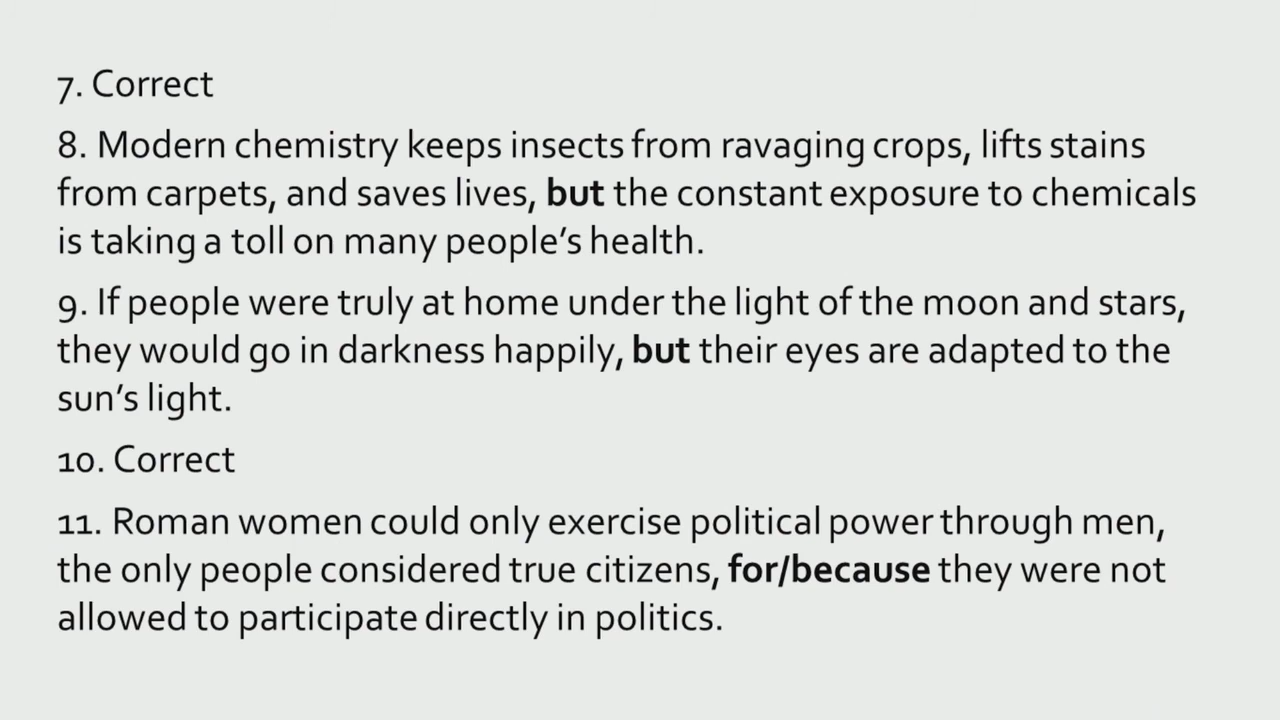 7. Correct
8. Modern chemistry keeps insects from ravaging crops, lifts stains
from carpets, and saves lives, but the constant exposure to chemicals
is taking a toll on many people’s health.
9. If people were truly at home under the light of the moon and stars,
they would go in darkness happily, but their eyes are adapted to the
sun’s light.
10. Correct
11. Roman women could only exercise political power through men,
the only people considered true citizens, for/because they were not
allowed to participate directly in politics.